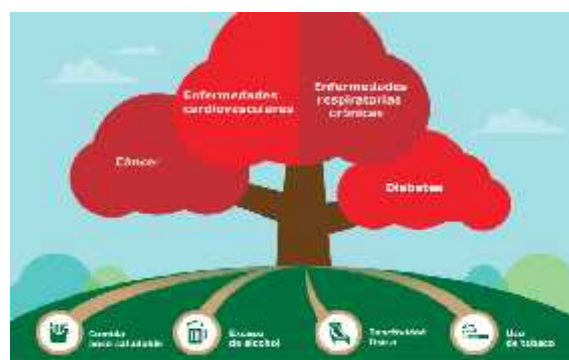 Enfermedades
cardiovasculares
Enfermedades
respiratorias
crónicas
Cáncer
Diabetes
Comida
poco saludable
Exceso
de alcohol
Inactividad
física
Uso
de tabaco